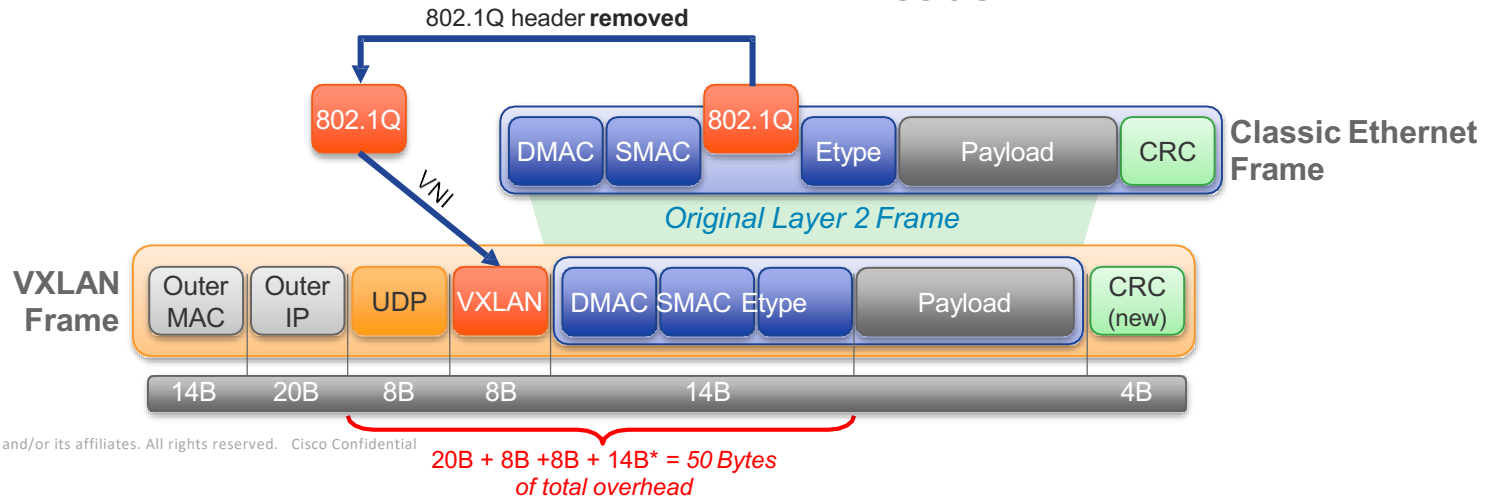 802.1Q header removed
802.1Q
802.1Q
DMAC
SMAC
Etype
Payload
CRC
Classic Ethernet
Frame
VNI
Original Layer 2 Frame
VXLAN
Frame
Outer
MAC
Outer
IP
UDP
VXLAN
DMAC
SMAC
Etype
Payload
CRC
(new)
14B
20B
8B
8B
14B
4B
and/or its affiliates. All rights reserved. Cisco Confidential
20B + 8B +8B + 14B* = 50 Bytes
of total overhead